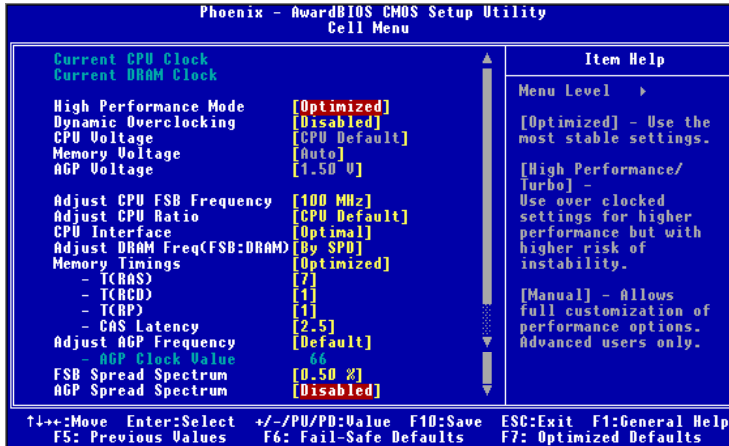 Phoenix - AwardBIOS CMOS Setup Utility
Cell Menu
Current CPU Clock
Current DRAM Clock
High Performance Mode [Optimized]
Dynamic Overclocking [Disabled]
CPU Voltage [CPU Default]
Memory Voltage [Auto]
AGP Voltage [1.50 V]
Adjust CPU FSB Frequency [100 MHz]
Adjust CPU Ratio [CPU Default]
CPU Interface [Optimal]
Adjust DRAM Freq(FSB:DRAM)[By SPD]
Memory Timings [Optimized]
- T(RAS) [7]
- T(RCD) [1]
- T(RP) [1]
- CAS Latency [2.5]
Adjust AGP Frequency [Default]
- AGP Clock Value 66
FSB Spread Spectrum [0.50 %]
AGP Spread Spectrum [Disabled]
Item Help
Menu Level ▸
[Optimized] - Use the
most stable settings.
[High Performance/
Turbo] -
Use over clocked
settings for higher
performance but with
higher risk of
instability.
[Manual] - Allows
full customization of
performance options.
Advanced users only.
↑↓→←:Move Enter:Select +/-/PU/PD:Value F10:Save ESC:Exit F1:General Help
F5: Previous Values F6: Fail-Safe Defaults F7: Optimized Defaults